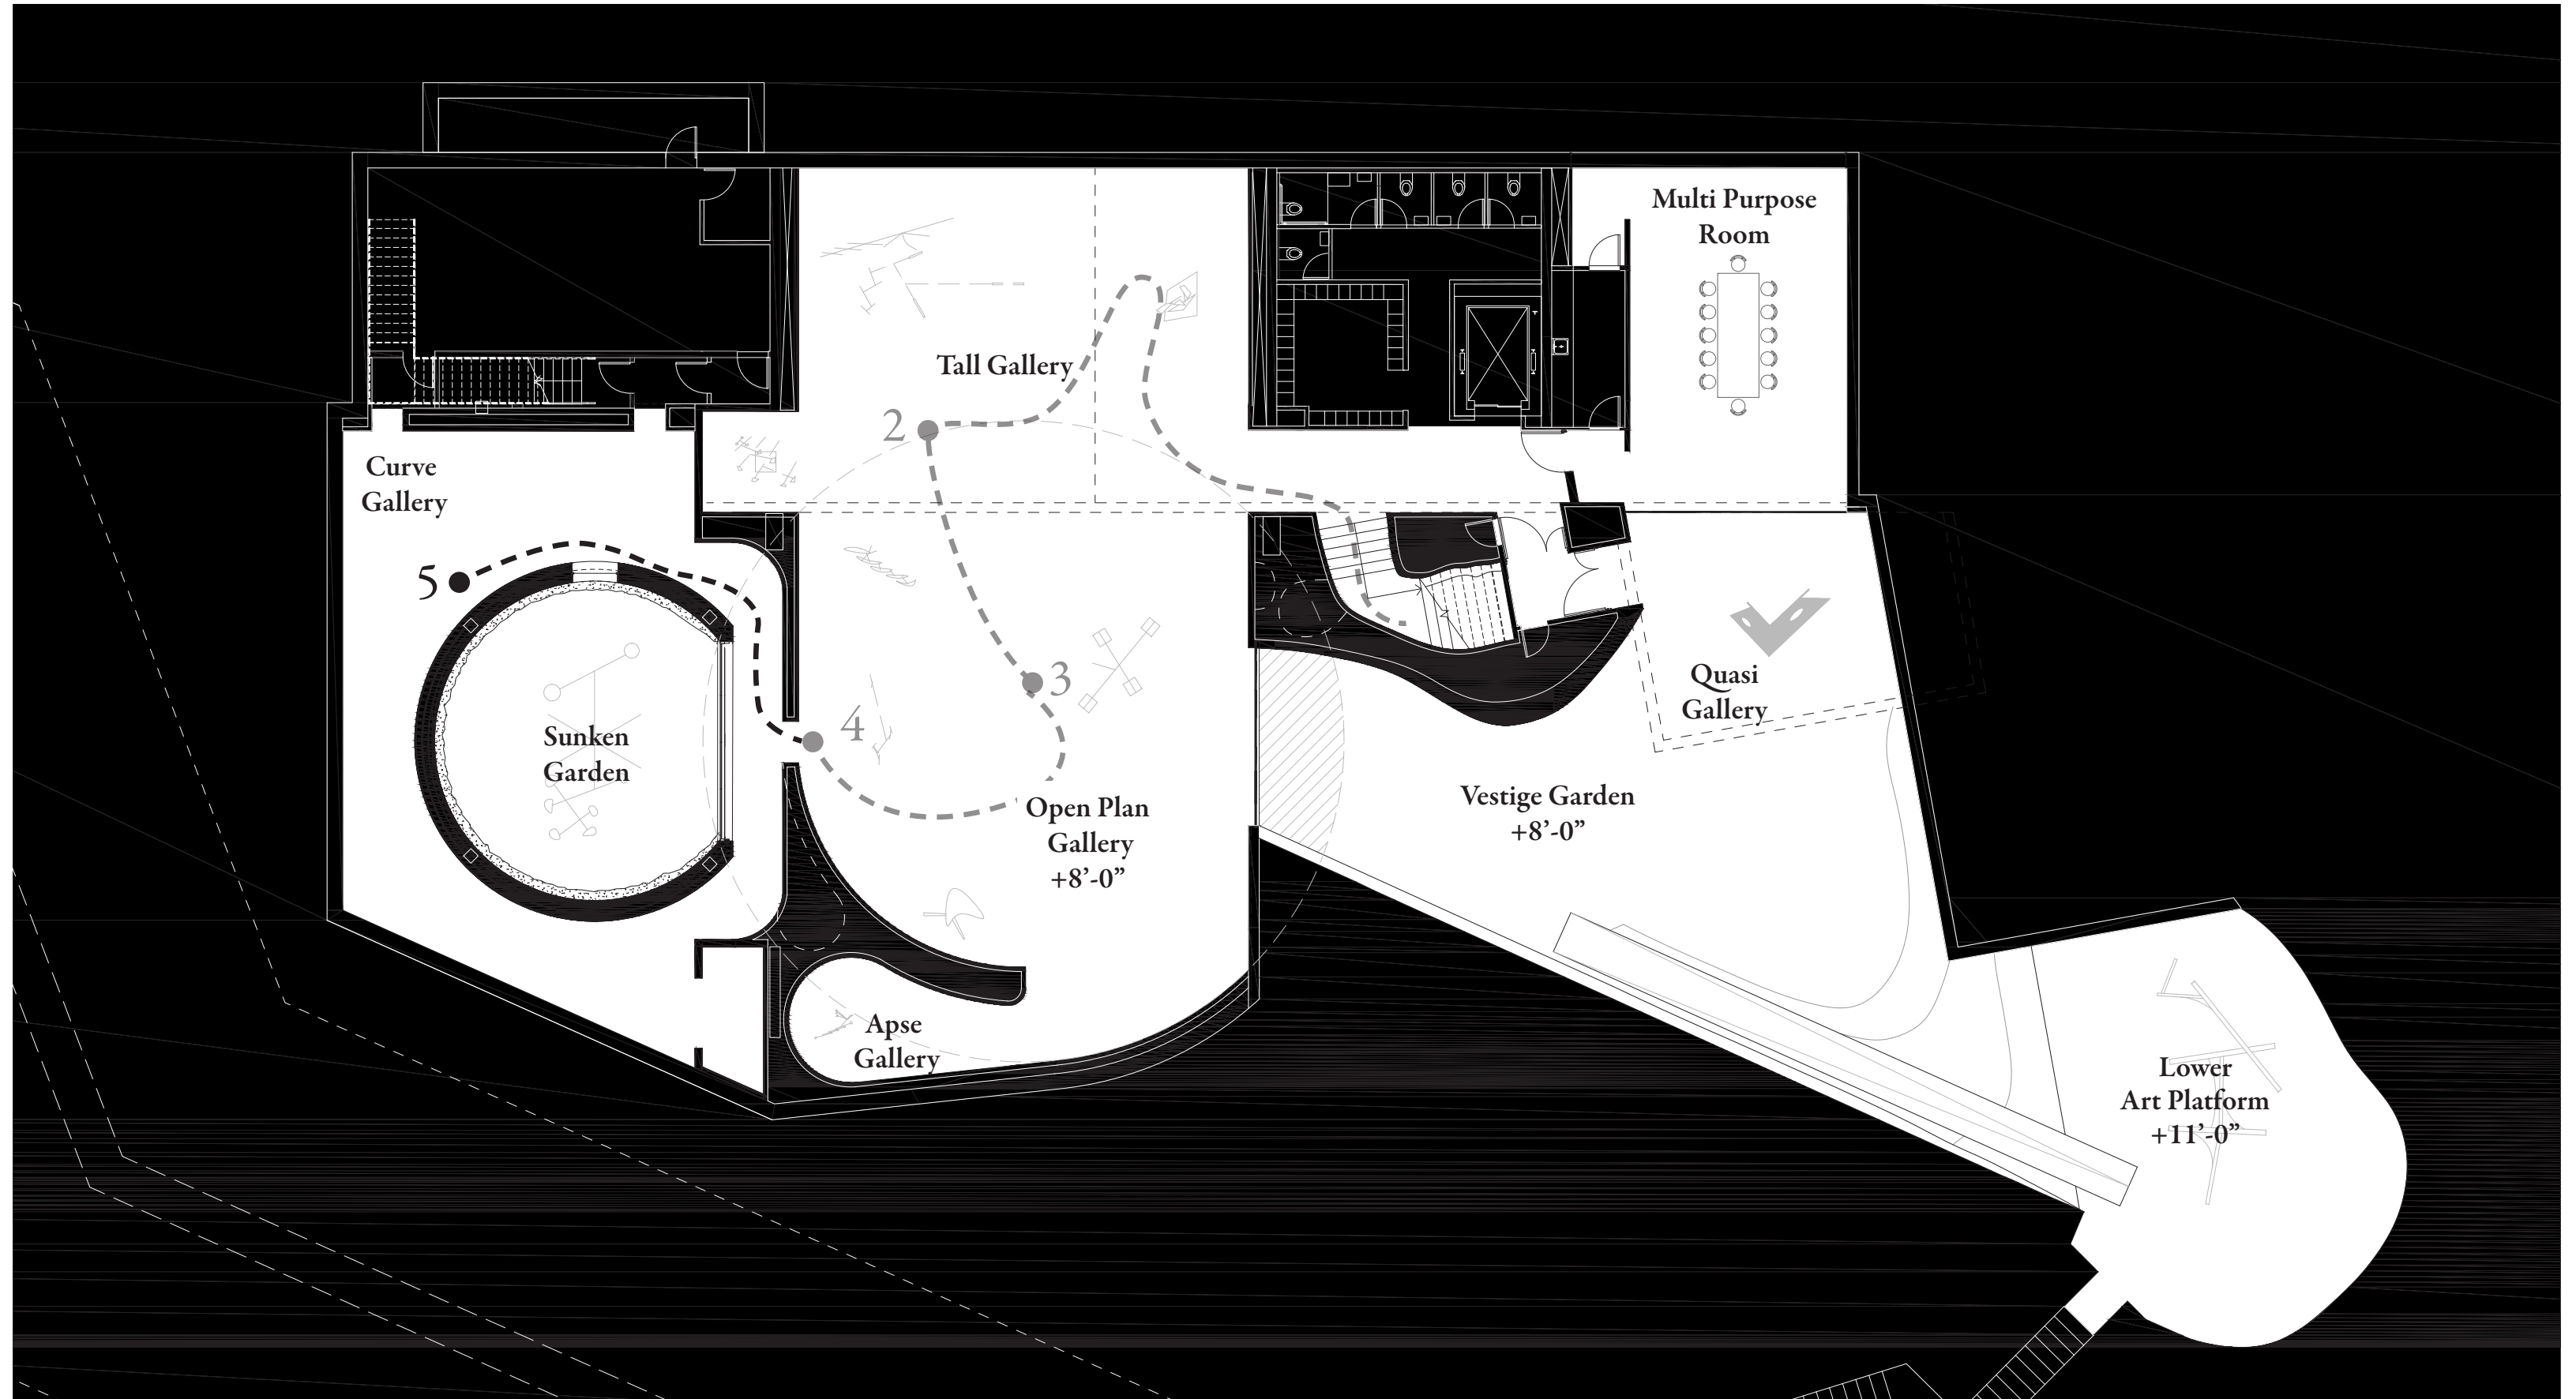 Multi Purpose
Room
Tall Gallery
2
Curve
Gallery
5
3
Quasi
Gallery
4
Sunken
Garden
Open Plan
Gallery
+8’-0”
Vestige Garden
+8’-0”
Apse
Gallery
Lower
Art Platform
+11’-0”